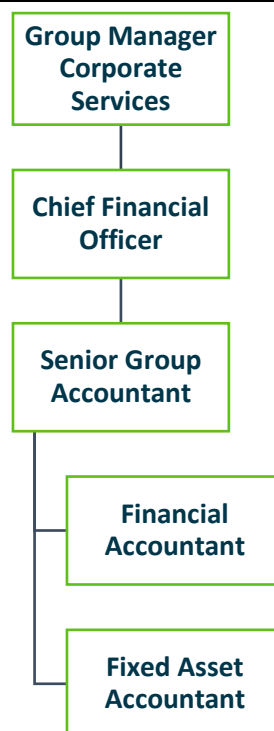 Group Manager
Corporate
Services
Chief Financial
Officer
Senior Group
Accountant
Financial
Accountant
Fixed Asset
Accountant